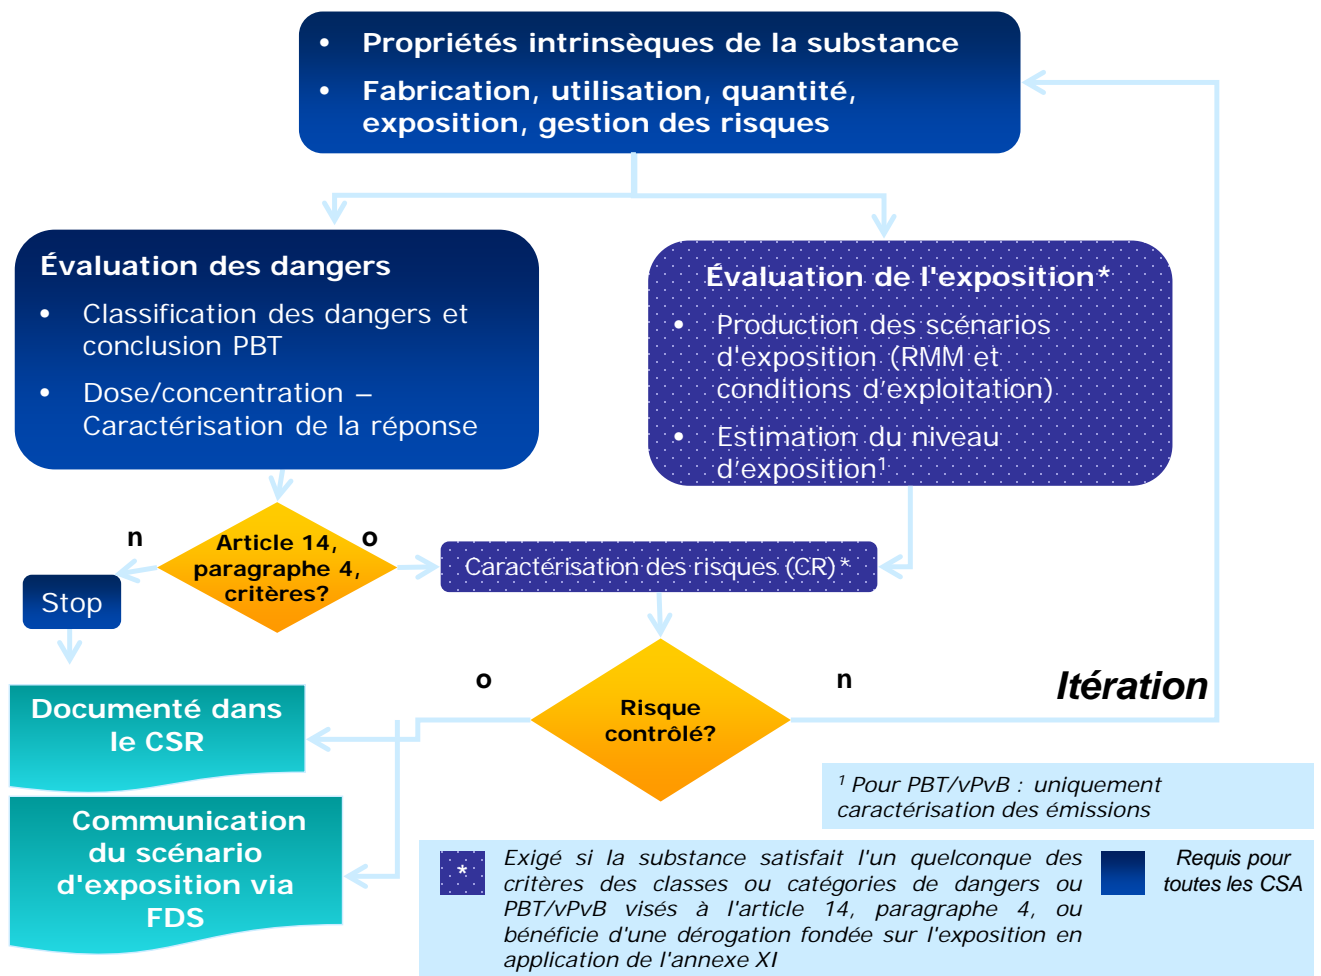 • Propriétés intrinsèques de la substance
• Fabrication, utilisation, quantité,
exposition, gestion des risques
Évaluation des dangers
• Classification des dangers et
conclusion PBT
• Dose/concentration –
Caractérisation de la réponse
Évaluation de l'exposition*
• Production des scénarios
d'exposition (RMM et
conditions d’exploitation)
• Estimation du niveau
d’exposition¹
n
Article 14,
paragraphe 4,
critères?
o
Caractérisation des risques (CR)*
Stop
o
Risque
contrôlé?
n
Itération
Documenté dans
le CSR
Communication
du scénario
d'exposition via
FDS
¹ Pour PBT/vPvB : uniquement
caractérisation des émissions
*
Exigé si la substance satisfait l'un quelconque des
critères des classes ou catégories de dangers ou
PBT/vPvB visés à l'article 14, paragraphe 4, ou
bénéficie d'une dérogation fondée sur l'exposition en
application de l'annexe XI
Requis pour
toutes les CSA